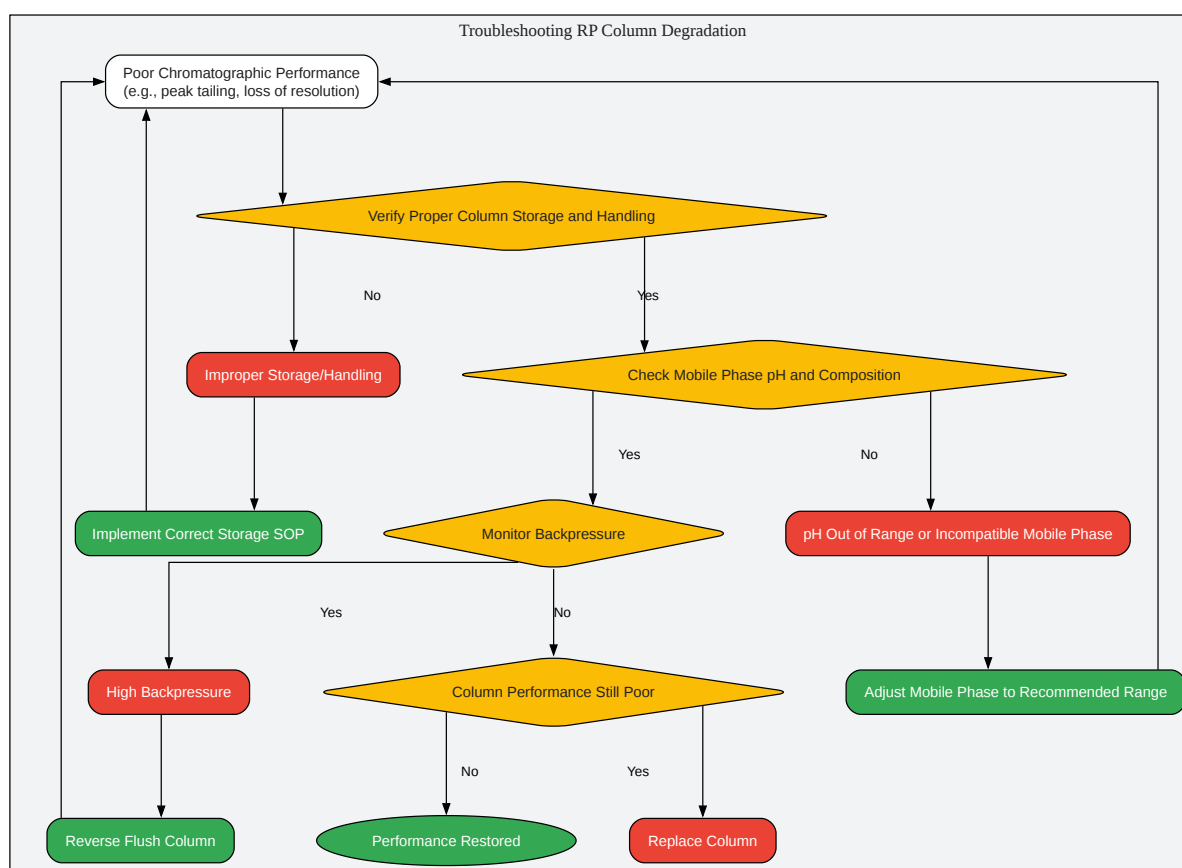 Troubleshooting RP Column Degradation
Poor Chromatographic Performance
(e.g., peak tailing, loss of resolution)
Verify Proper Column Storage and Handling
No
Yes
Improper Storage/Handling
Check Mobile Phase pH and Composition
Yes
No
Implement Correct Storage SOP
Monitor Backpressure
pH Out of Range or Incompatible Mobile Phase
Yes
No
High Backpressure
Column Performance Still Poor
Adjust Mobile Phase to Recommended Range
No
Yes
Reverse Flush Column
Performance Restored
Replace Column